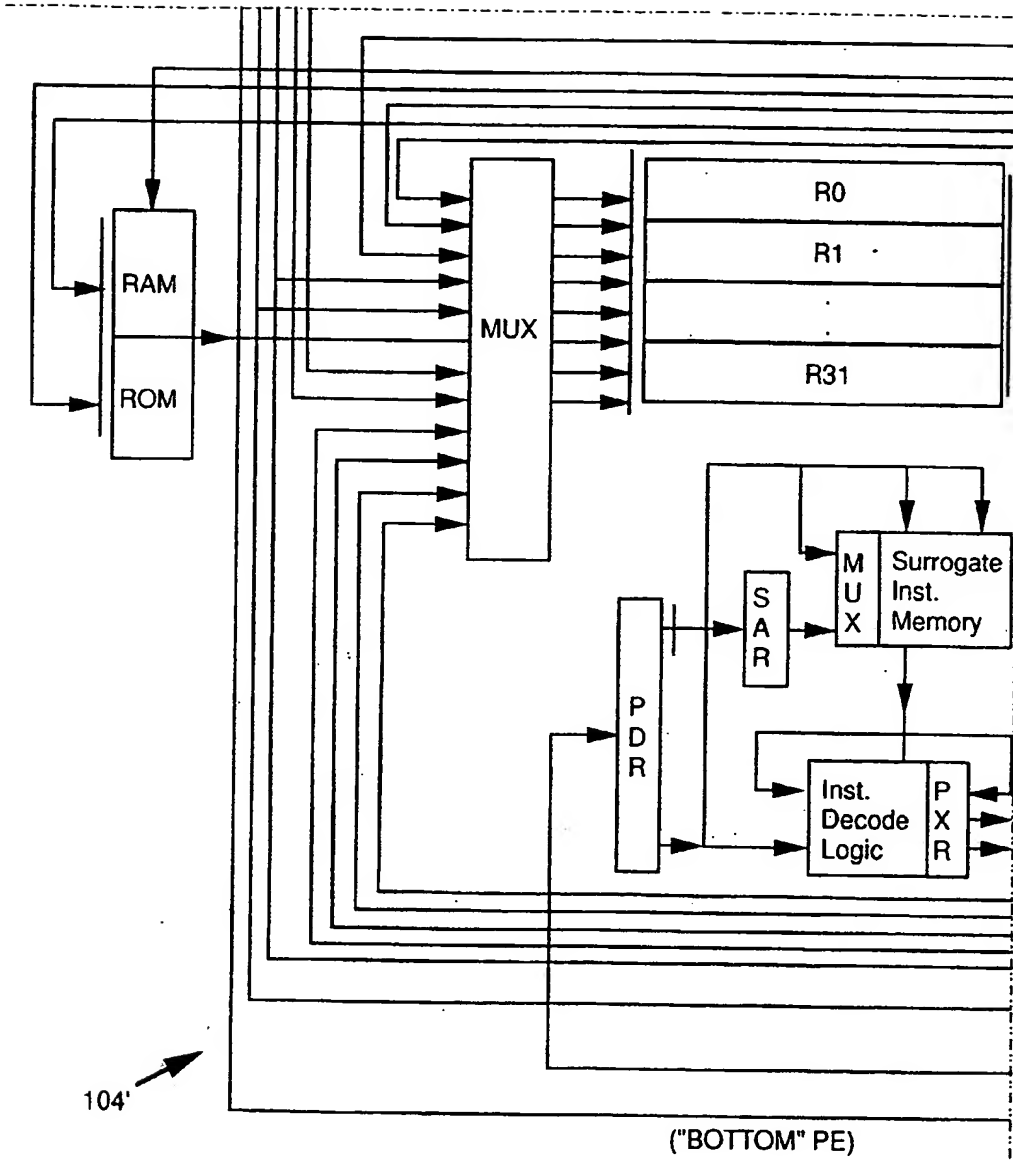 R0
R1
RAM
MUX
:
ROM
R31
M
U
X
Surrogate
Inst.
Memory
S
A
R
P
D
R
Inst.
Decode
Logic
P
X
R
104'
("BOTTOM" PE)